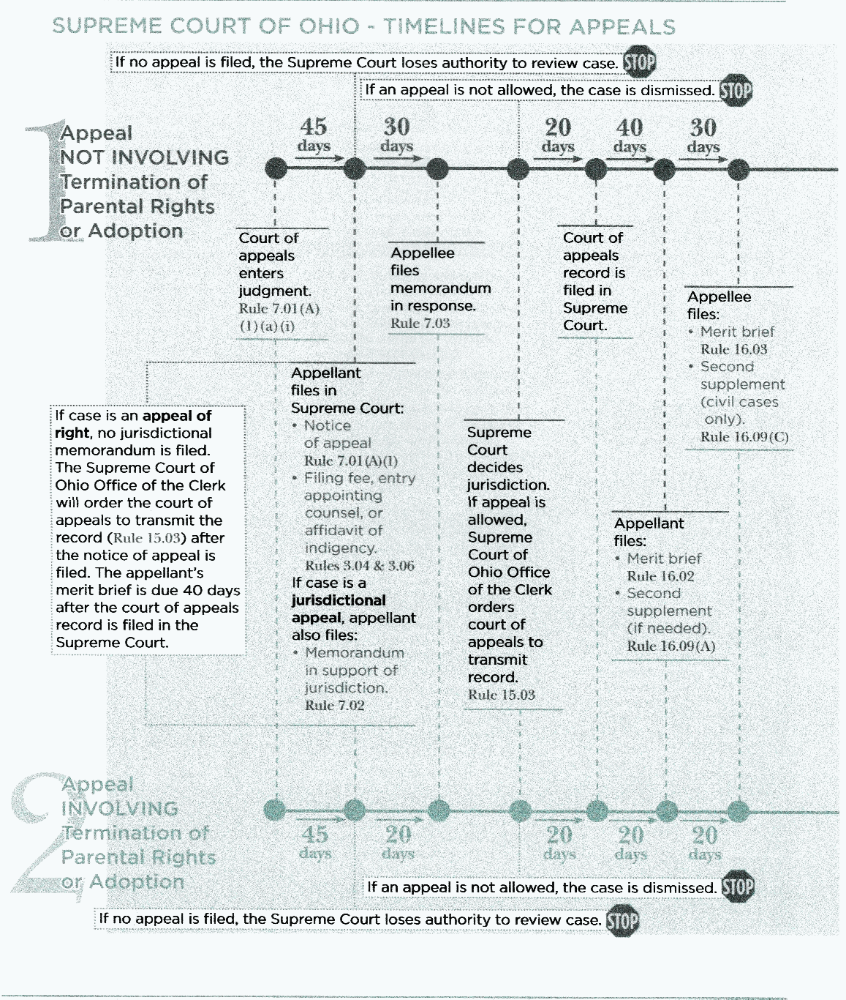 SUPREME COURT OF OHIO - TIMELINES FOR APPEALS
If no appeal is filed, the Supreme Court loses authority to review case. STOP
If an appeal is not allowed, the case is dismissed. STOP
1
Appeal
NOT INVOLVING
Termination of
Parental Rights
or Adoption
45
days
30
days
20
days
40
days
30
days
Court of
appeals
enters
judgment.
Rule 7.01(A)
(1)(a)(i)
Appellant
files in
Supreme Court:
• Notice
of appeal
Rule 7.01(A)(1)
• Filing fee, entry
appointing
counsel, or
affidavit of
indigency.
Rules 3.04 & 3.06
If case is a
jurisdictional
appeal, appellant
also files:
• Memorandum
in support of
jurisdiction.
Rule 7.02
If case is an appeal of
right, no jurisdictional
memorandum is filed.
The Supreme Court of
Ohio Office of the Clerk
will order the court of
appeals to transmit the
record (Rule 15.03) after
the notice of appeal is
filed. The appellant's
merit brief is due 40 days
after the court of appeals
record is filed in the
Supreme Court.
Appellee
files
memorandum
in response.
Rule 7.03
Supreme
Court
decides
jurisdiction.
If appeal is
allowed,
Supreme
Court of
Ohio Office
of the Clerk
orders
court of
appeals to
transmit
record.
Rule 15.03
Court of
appeals
record is
filed in
Supreme
Court.
Appellant
files:
• Merit brief
Rule 16.02
• Second
supplement
(if needed).
Rule 16.09(A)
Appellee
files:
• Merit brief
Rule 16.03
• Second
supplement
(civil cases
only).
Rule 16.09(C)
2
Appeal
INVOLVING
Termination of
Parental Rights
or Adoption
45
days
20
days
20
days
20
days
20
days
If an appeal is not allowed, the case is dismissed. STOP
If no appeal is filed, the Supreme Court loses authority to review case. STOP